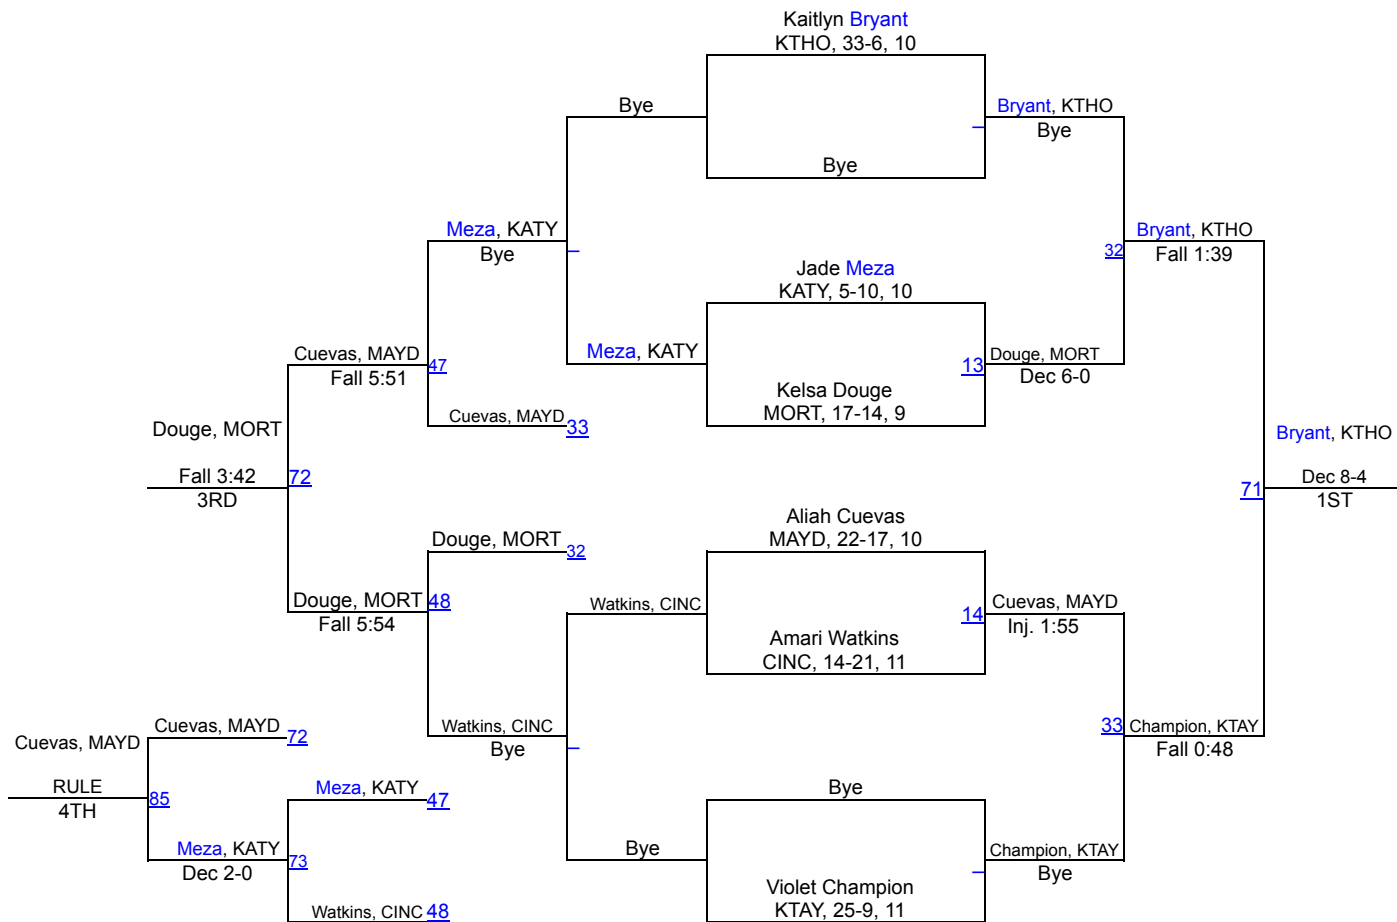 Kaitlyn Bryant
KTHO, 33-6, 10
Bye
Bryant, KTHO
Bye
Bye
Meza, KATY
Bye
Bryant, KTHO
32
Fall 1:39
Jade Meza
KATY, 5-10, 10
Meza, KATY
Cuevas, MAYD
47
Fall 5:51
13
Douge, MORT
Dec 6-0
Kelsa Douge
MORT, 17-14, 9
Cuevas, MAYD
33
Douge, MORT
Bryant, KTHO
Fall 3:42
72
3RD
71
Dec 8-4
1ST
Aliah Cuevas
MAYD, 22-17, 10
Douge, MORT
32
Douge, MORT
48
Fall 5:54
Watkins, CINC
14
Cuevas, MAYD
Inj. 1:55
Amari Watkins
CINC, 14-21, 11
Cuevas, MAYD
72
Cuevas, MAYD
Watkins, CINC
Bye
33
Champion, KTAY
Fall 0:48
RULE
85
4TH
Meza, KATY
47
Bye
Meza, KATY
73
Dec 2-0
Bye
Champion, KTAY
Bye
Violet Champion
KTAY, 25-9, 11
Watkins, CINC
48